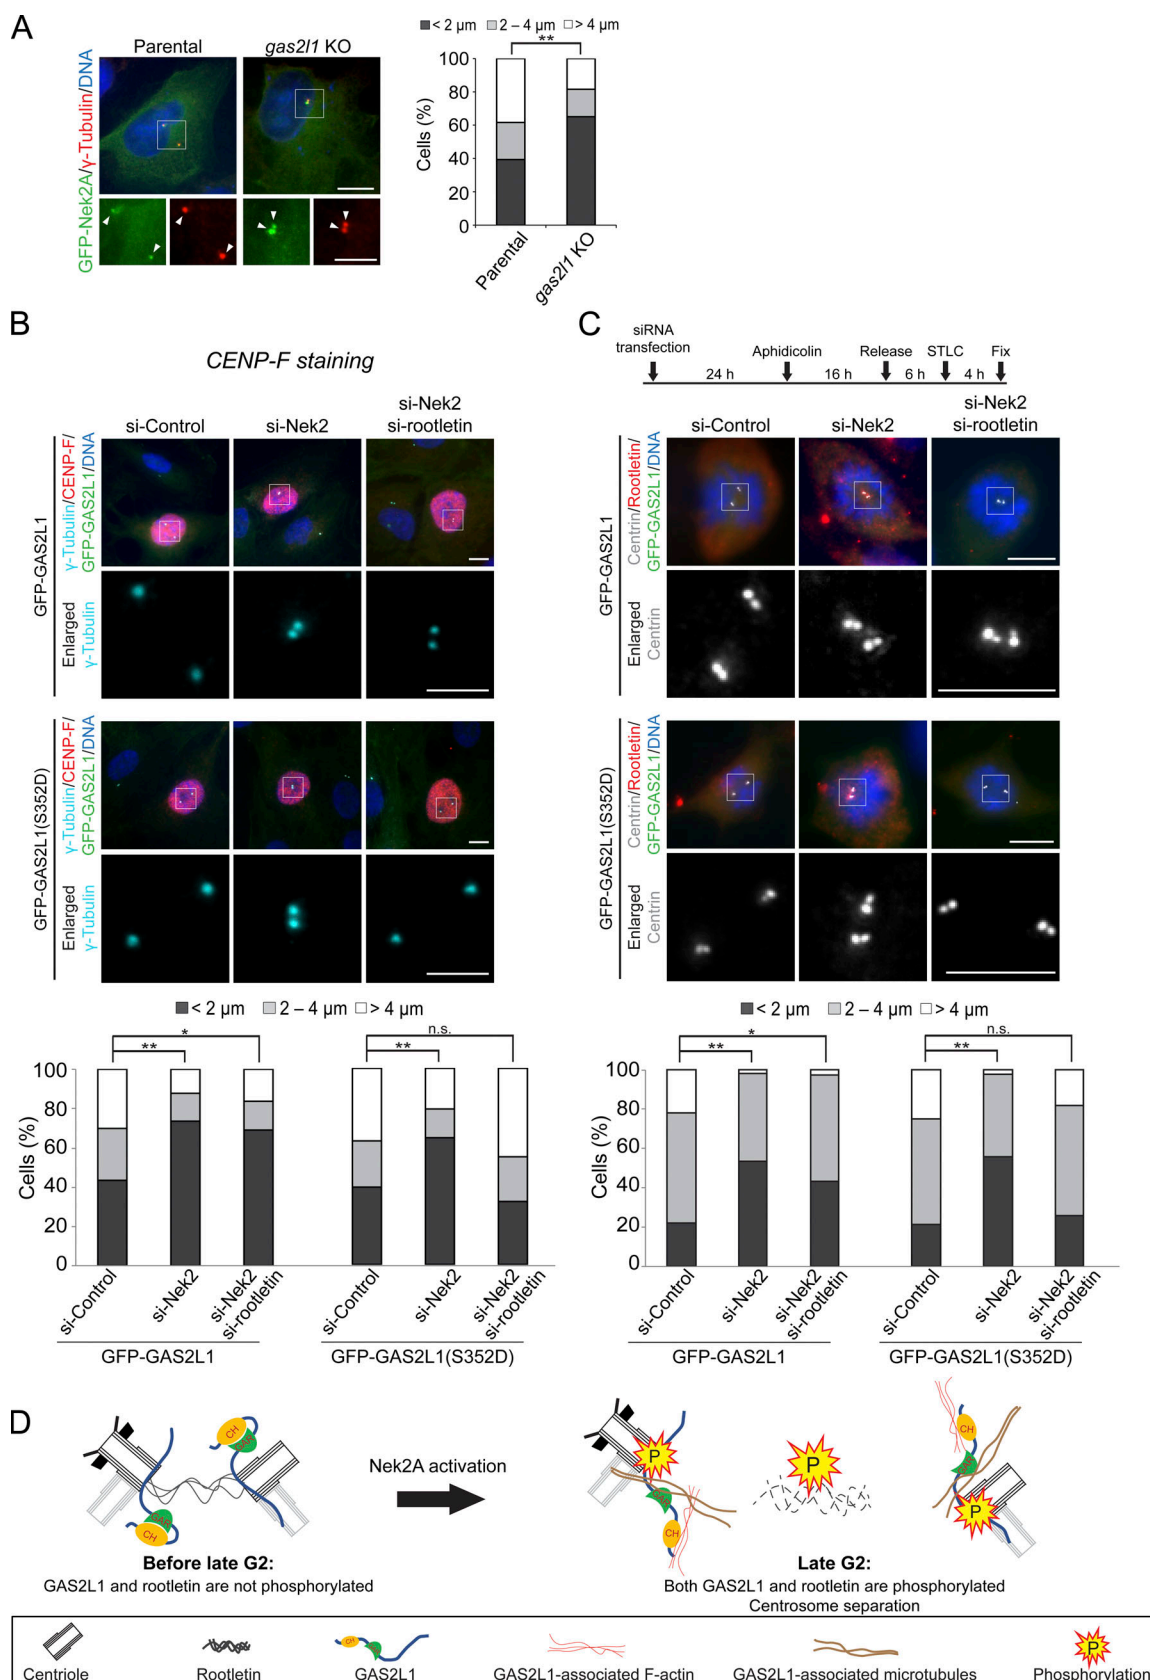 A
Parental
gas2l1 KO
GFP-Nek2A/γ-Tubulin/DNA
< 2 µm
2 – 4 µm
> 4 µm
**
Cells (%)
100
80
60
40
20
0
Parental
gas2l1 KO
B
CENP-F staining
si-Control
si-Nek2
si-Nek2
si-rootletin
GFP-GAS2L1
γ-Tubulin/CENP-F/
GFP-GAS2L1/DNA
Enlarged
γ-Tubulin
GFP-GAS2L1(S352D)
γ-Tubulin/CENP-F/
GFP-GAS2L1/DNA
Enlarged
γ-Tubulin
< 2 µm
2 – 4 µm
> 4 µm
*
**
n.s.
**
Cells (%)
100
80
60
40
20
0
si-Control
si-Nek2
si-Nek2
si-rootletin
si-Control
si-Nek2
si-Nek2
si-rootletin
GFP-GAS2L1
GFP-GAS2L1(S352D)
C
siRNA
transfection
Aphidicolin
Release
STLC
Fix
24 h
16 h
6 h
4 h
si-Control
si-Nek2
si-Nek2
si-rootletin
GFP-GAS2L1
Centrin/Rootletin/
GFP-GAS2L1/DNA
Enlarged
Centrin
GFP-GAS2L1(S352D)
Centrin/Rootletin/
GFP-GAS2L1/DNA
Enlarged
Centrin
< 2 µm
2 – 4 µm
> 4 µm
*
**
n.s.
**
Cells (%)
100
80
60
40
20
0
si-Control
si-Nek2
si-Nek2
si-rootletin
si-Control
si-Nek2
si-Nek2
si-rootletin
GFP-GAS2L1
GFP-GAS2L1(S352D)
D
CH
GAR
GAR
CH
Nek2A activation
P
GAR
CH
P
CH
GAR
P
Before late G2:
GAS2L1 and rootletin are not phosphorylated
Late G2:
Both GAS2L1 and rootletin are phosphorylated
Centrosome separation
CH
GAR
P
Centriole
Rootletin
GAS2L1
GAS2L1-associated F-actin
GAS2L1-associated microtubules
Phosphorylation